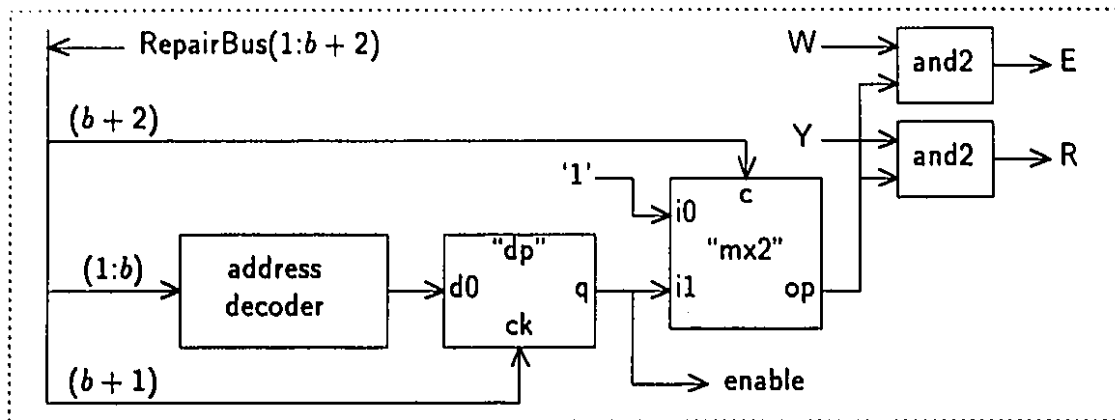 RepairBus(1:b + 2)
W
and2
E
(b + 2)
Y
and2
R
'1'
c
i0
"mx2"
(1:b)
address
decoder
"dp"
d0
q
i1
op
ck
(b + 1)
enable